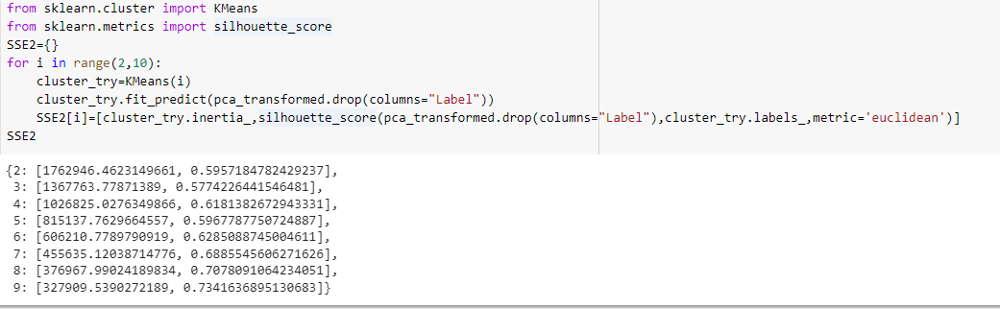 from sklearn.cluster import KMeans
from sklearn.metrics import silhouette_score
SSE2={}
for i in range(2,10):
    cluster_try=KMeans(i)
    cluster_try.fit_predict(pca_transformed.drop(columns="Label"))
    SSE2[i]=[cluster_try.inertia_,silhouette_score(pca_transformed.drop(columns="Label"),cluster_try.labels_,metric='euclidean')]
SSE2
{2: [1762946.4623149661, 0.5957184782429237],
 3: [1367763.77871389, 0.5774226441546481],
 4: [1026825.0276349866, 0.6181382672943331],
 5: [815137.7629664557, 0.5967787750724887],
 6: [606210.7789790919, 0.6285088745004611],
 7: [455635.12038714776, 0.6885545606271626],
 8: [376967.99024189834, 0.7078091064234051],
 9: [327909.5390272189, 0.7341636895130683]}